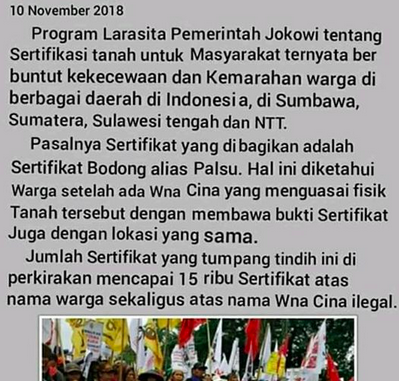 10 November 2018
Program Larasita Pemerintah Jokowi tentang
Sertifikasi tanah untuk Masyarakat ternyata ber
buntut kekecewaan dan Kemarahan warga di
berbagai daerah di Indonesia, di Sumbawa,
Sumatera, Sulawesi tengah dan NTT.
Pasalnya Sertifikat yang dibagikan adalah
Sertifikat Bodong alias Palsu. Hal ini diketahui
Warga setelah ada Wna Cina yang menguasai fisik
Tanah tersebut dengan membawa bukti Sertifikat
Juga dengan lokasi yang sama.
Jumlah Sertifikat yang tumpang tindih ini di
perkirakan mencapai 15 ribu Sertifikat atas
nama warga sekaligus atas nama Wna Cina ilegal.